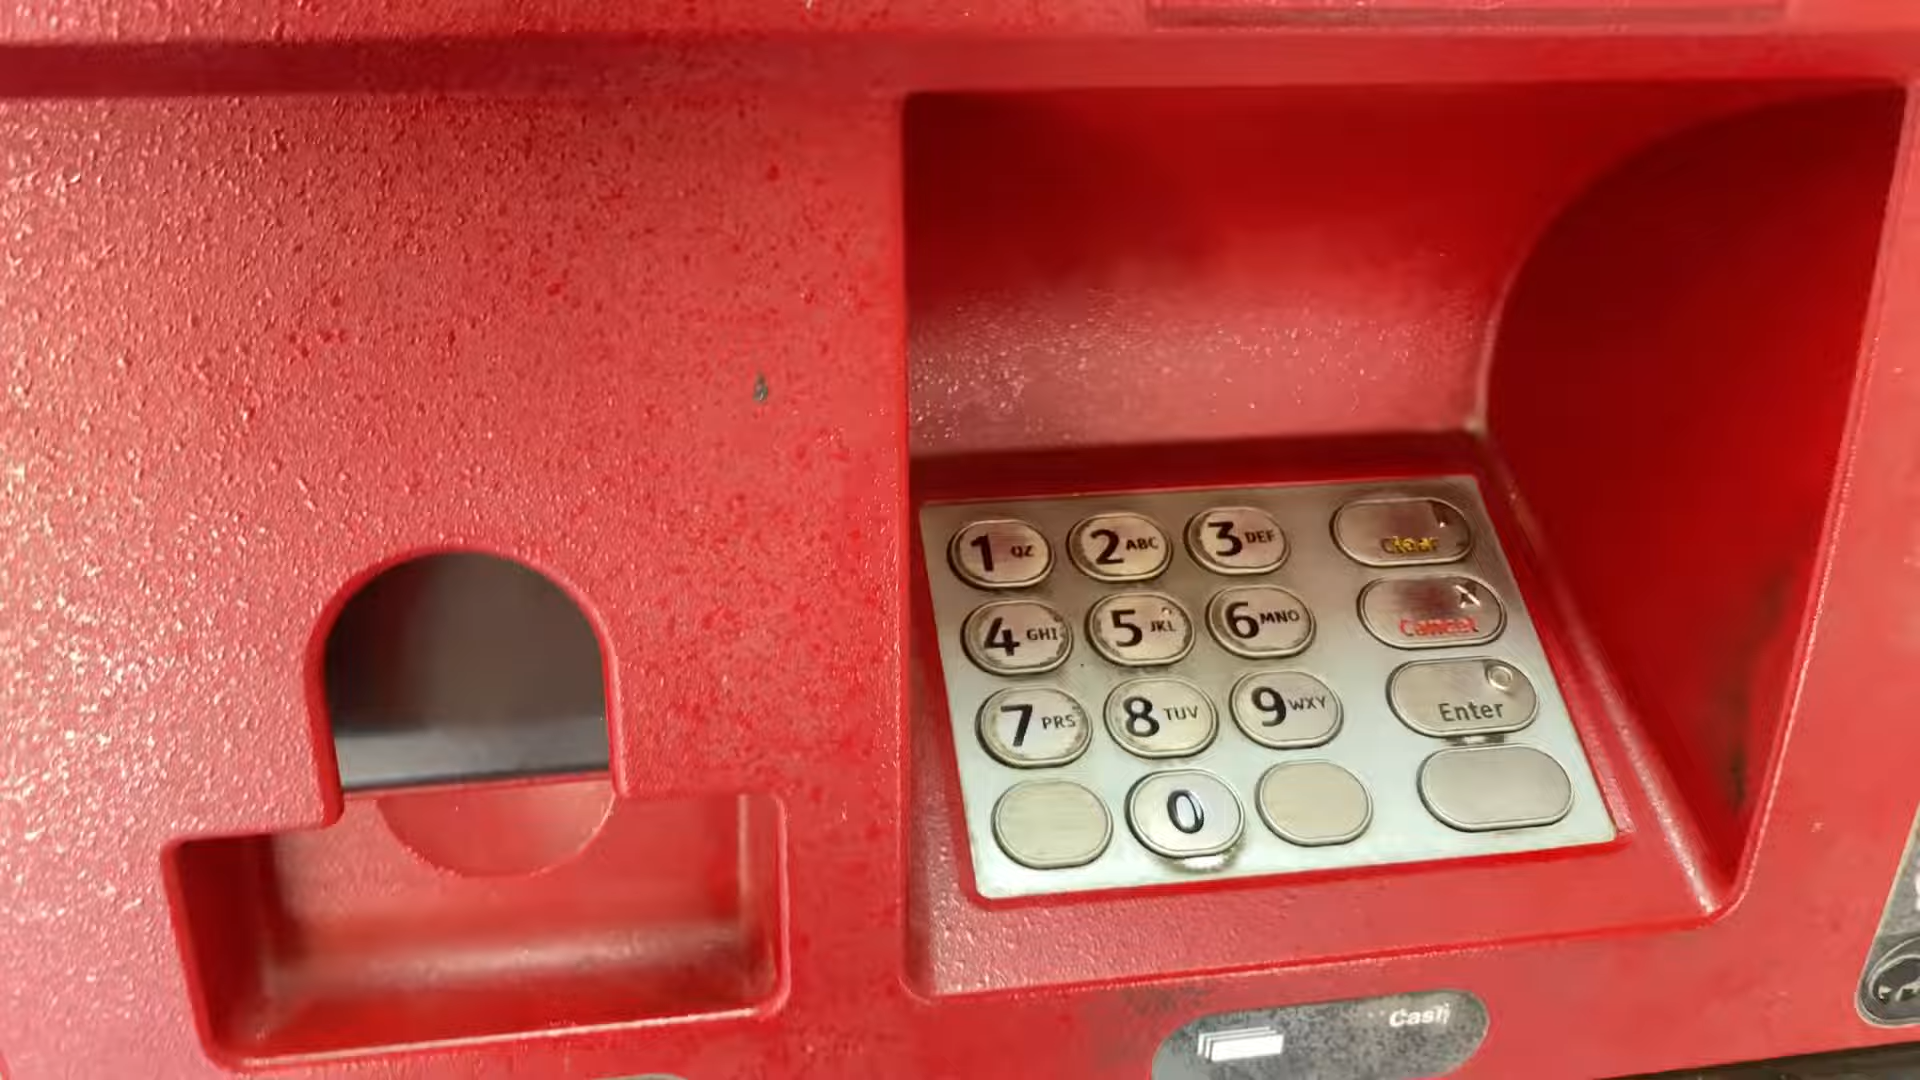 1 QZ 2 ABC 3 DEF Clear
4 GHI 5 JKL 6 MNO Cancel
7 PRS 8 TUV 9 WXY Enter
0
Cash